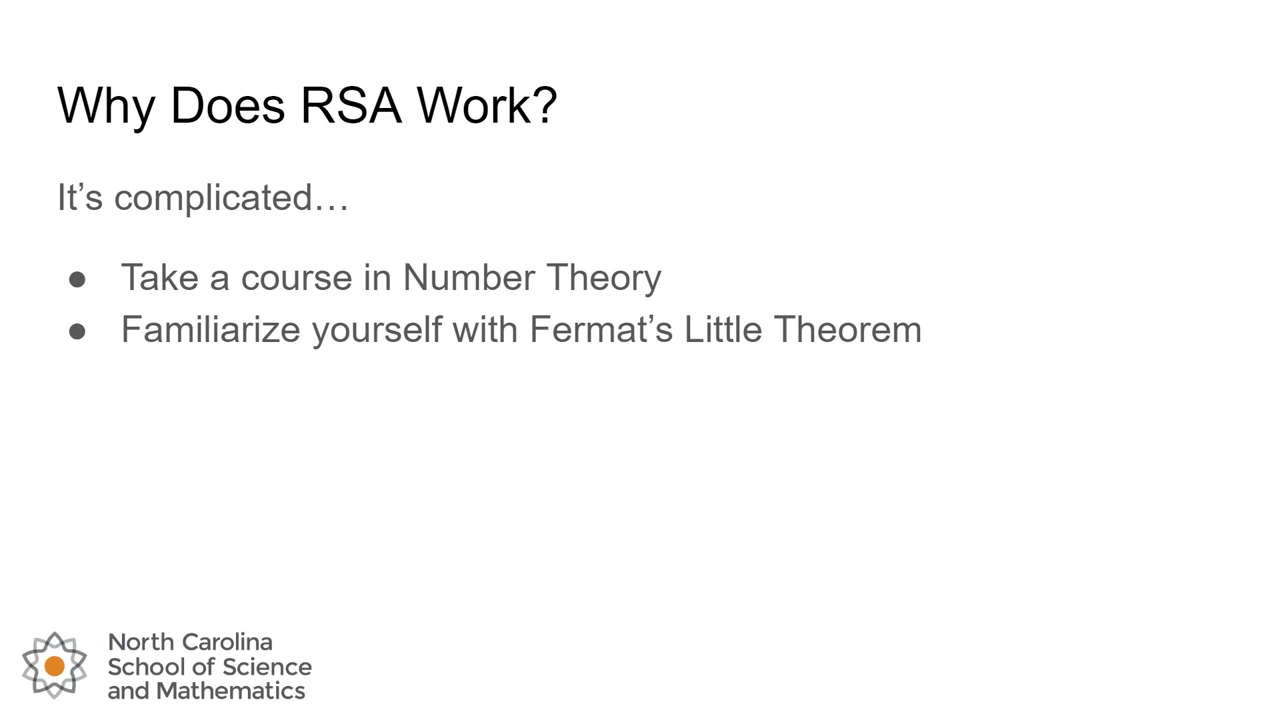 Why Does RSA Work?
It’s complicated…
● Take a course in Number Theory
● Familiarize yourself with Fermat’s Little Theorem
North Carolina
School of Science
and Mathematics